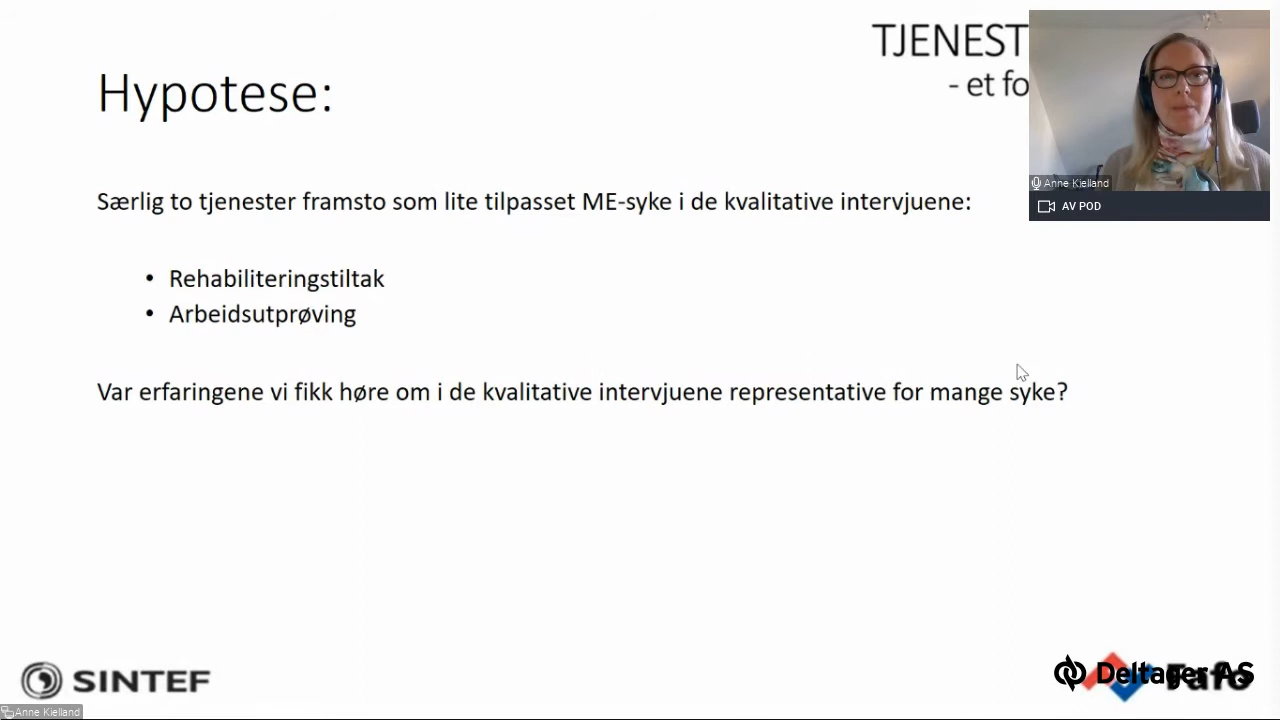 TJENEST
- et fo
Hypotese:
Særlig to tjenester framsto som lite tilpasset ME-syke i de kvalitative intervjuene:
• Rehabiliteringstiltak
• Arbeidsutprøving
Var erfaringene vi fikk høre om i de kvalitative intervjuene representative for mange syke?
Anne Kielland
AV POD
SINTEF
Deltager AS
Fafo
Anne Kielland